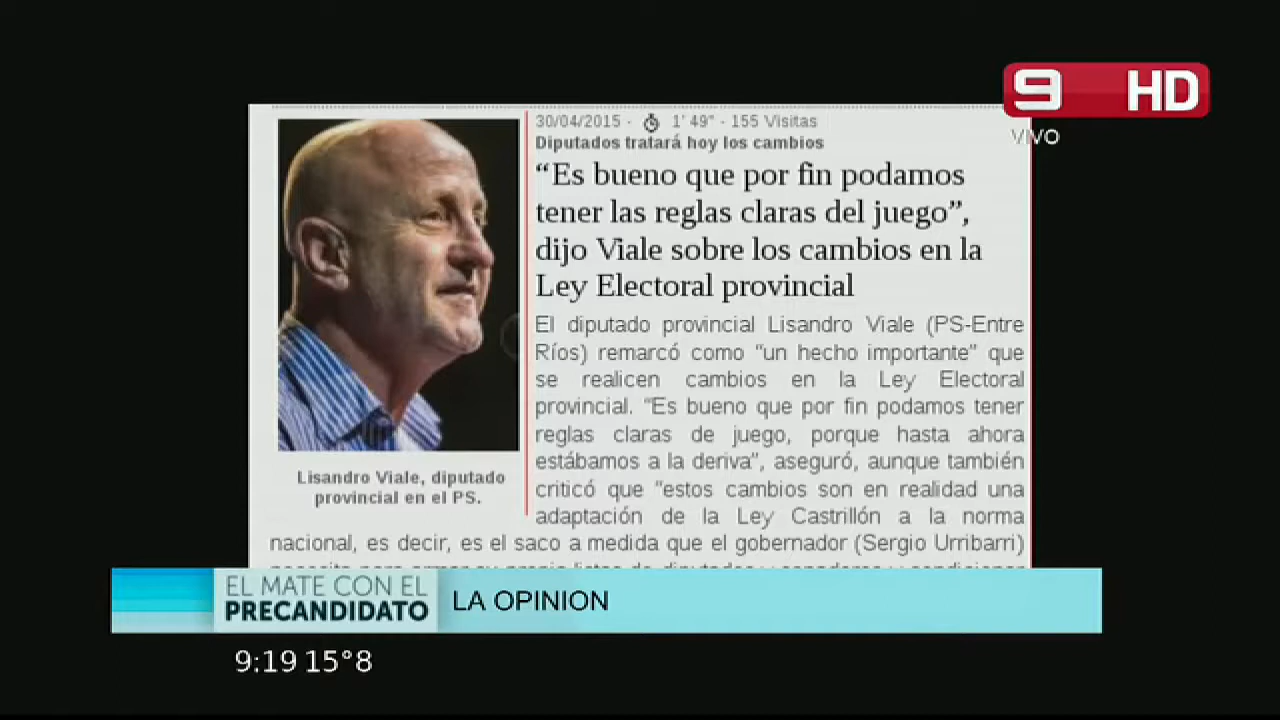 9 HD
VIVO
30/04/2015 - 1' 49" - 155 Visitas
Diputados tratará hoy los cambios
“Es bueno que por fin podamos
tener las reglas claras del juego”,
dijo Viale sobre los cambios en la
Ley Electoral provincial
El diputado provincial Lisandro Viale (PS-Entre
Ríos) remarcó como "un hecho importante" que
se realicen cambios en la Ley Electoral
provincial. "Es bueno que por fin podamos tener
reglas claras de juego, porque hasta ahora
estábamos a la deriva", aseguró, aunque también
criticó que "estos cambios son en realidad una
adaptación de la Ley Castrillón a la norma
nacional, es decir, es el saco a medida que el gobernador (Sergio Urribarri)
Lisandro Viale, diputado
provincial en el PS.
EL MATE CON EL
PRECANDIDATO
LA OPINION
9:19 15°8